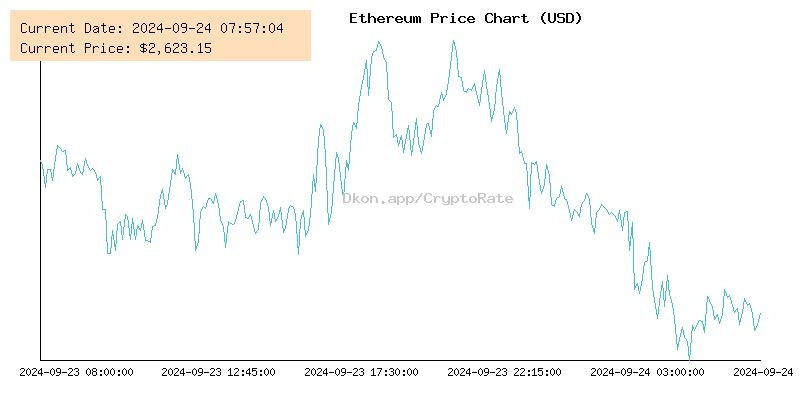 Ethereum Price Chart (USD)
Current Date: 2024-09-24 07:57:04
Current Price: $2,623.15
Dkon.app/CryptoRate
2024-09-23 08:00:00 2024-09-23 12:45:00 2024-09-23 17:30:00 2024-09-23 22:15:00 2024-09-24 03:00:00 2024-09-24